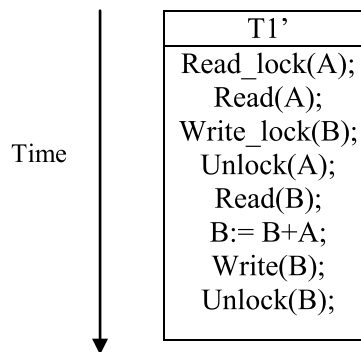 T1’
Read_lock(A);
Read(A);
Write_lock(B);
Time
Unlock(A);
Read(B);
B:= B+A;
Write(B);
Unlock(B);